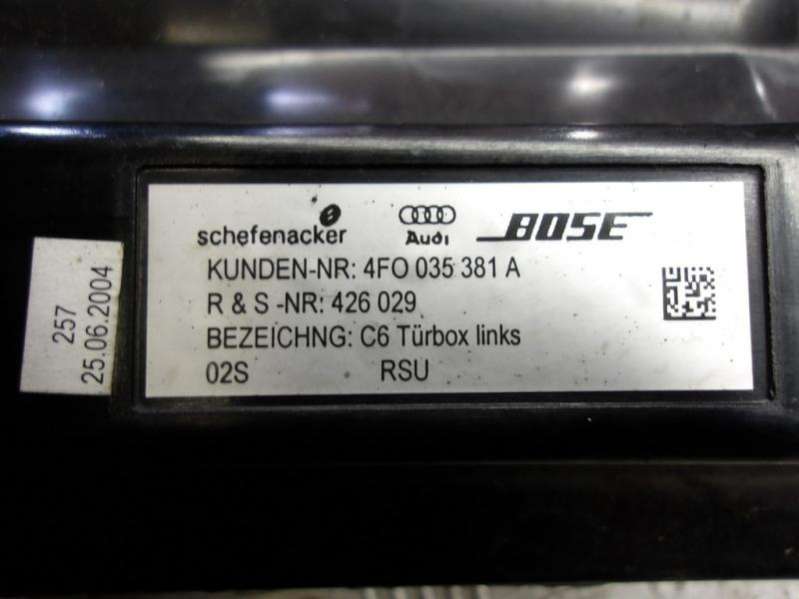 schefenacker Audi BOSE
KUNDEN-NR: 4FO 035 381 A
R & S -NR: 426 029
BEZEICHNG: C6 Türbox links
02S RSU
257
25.06.2004